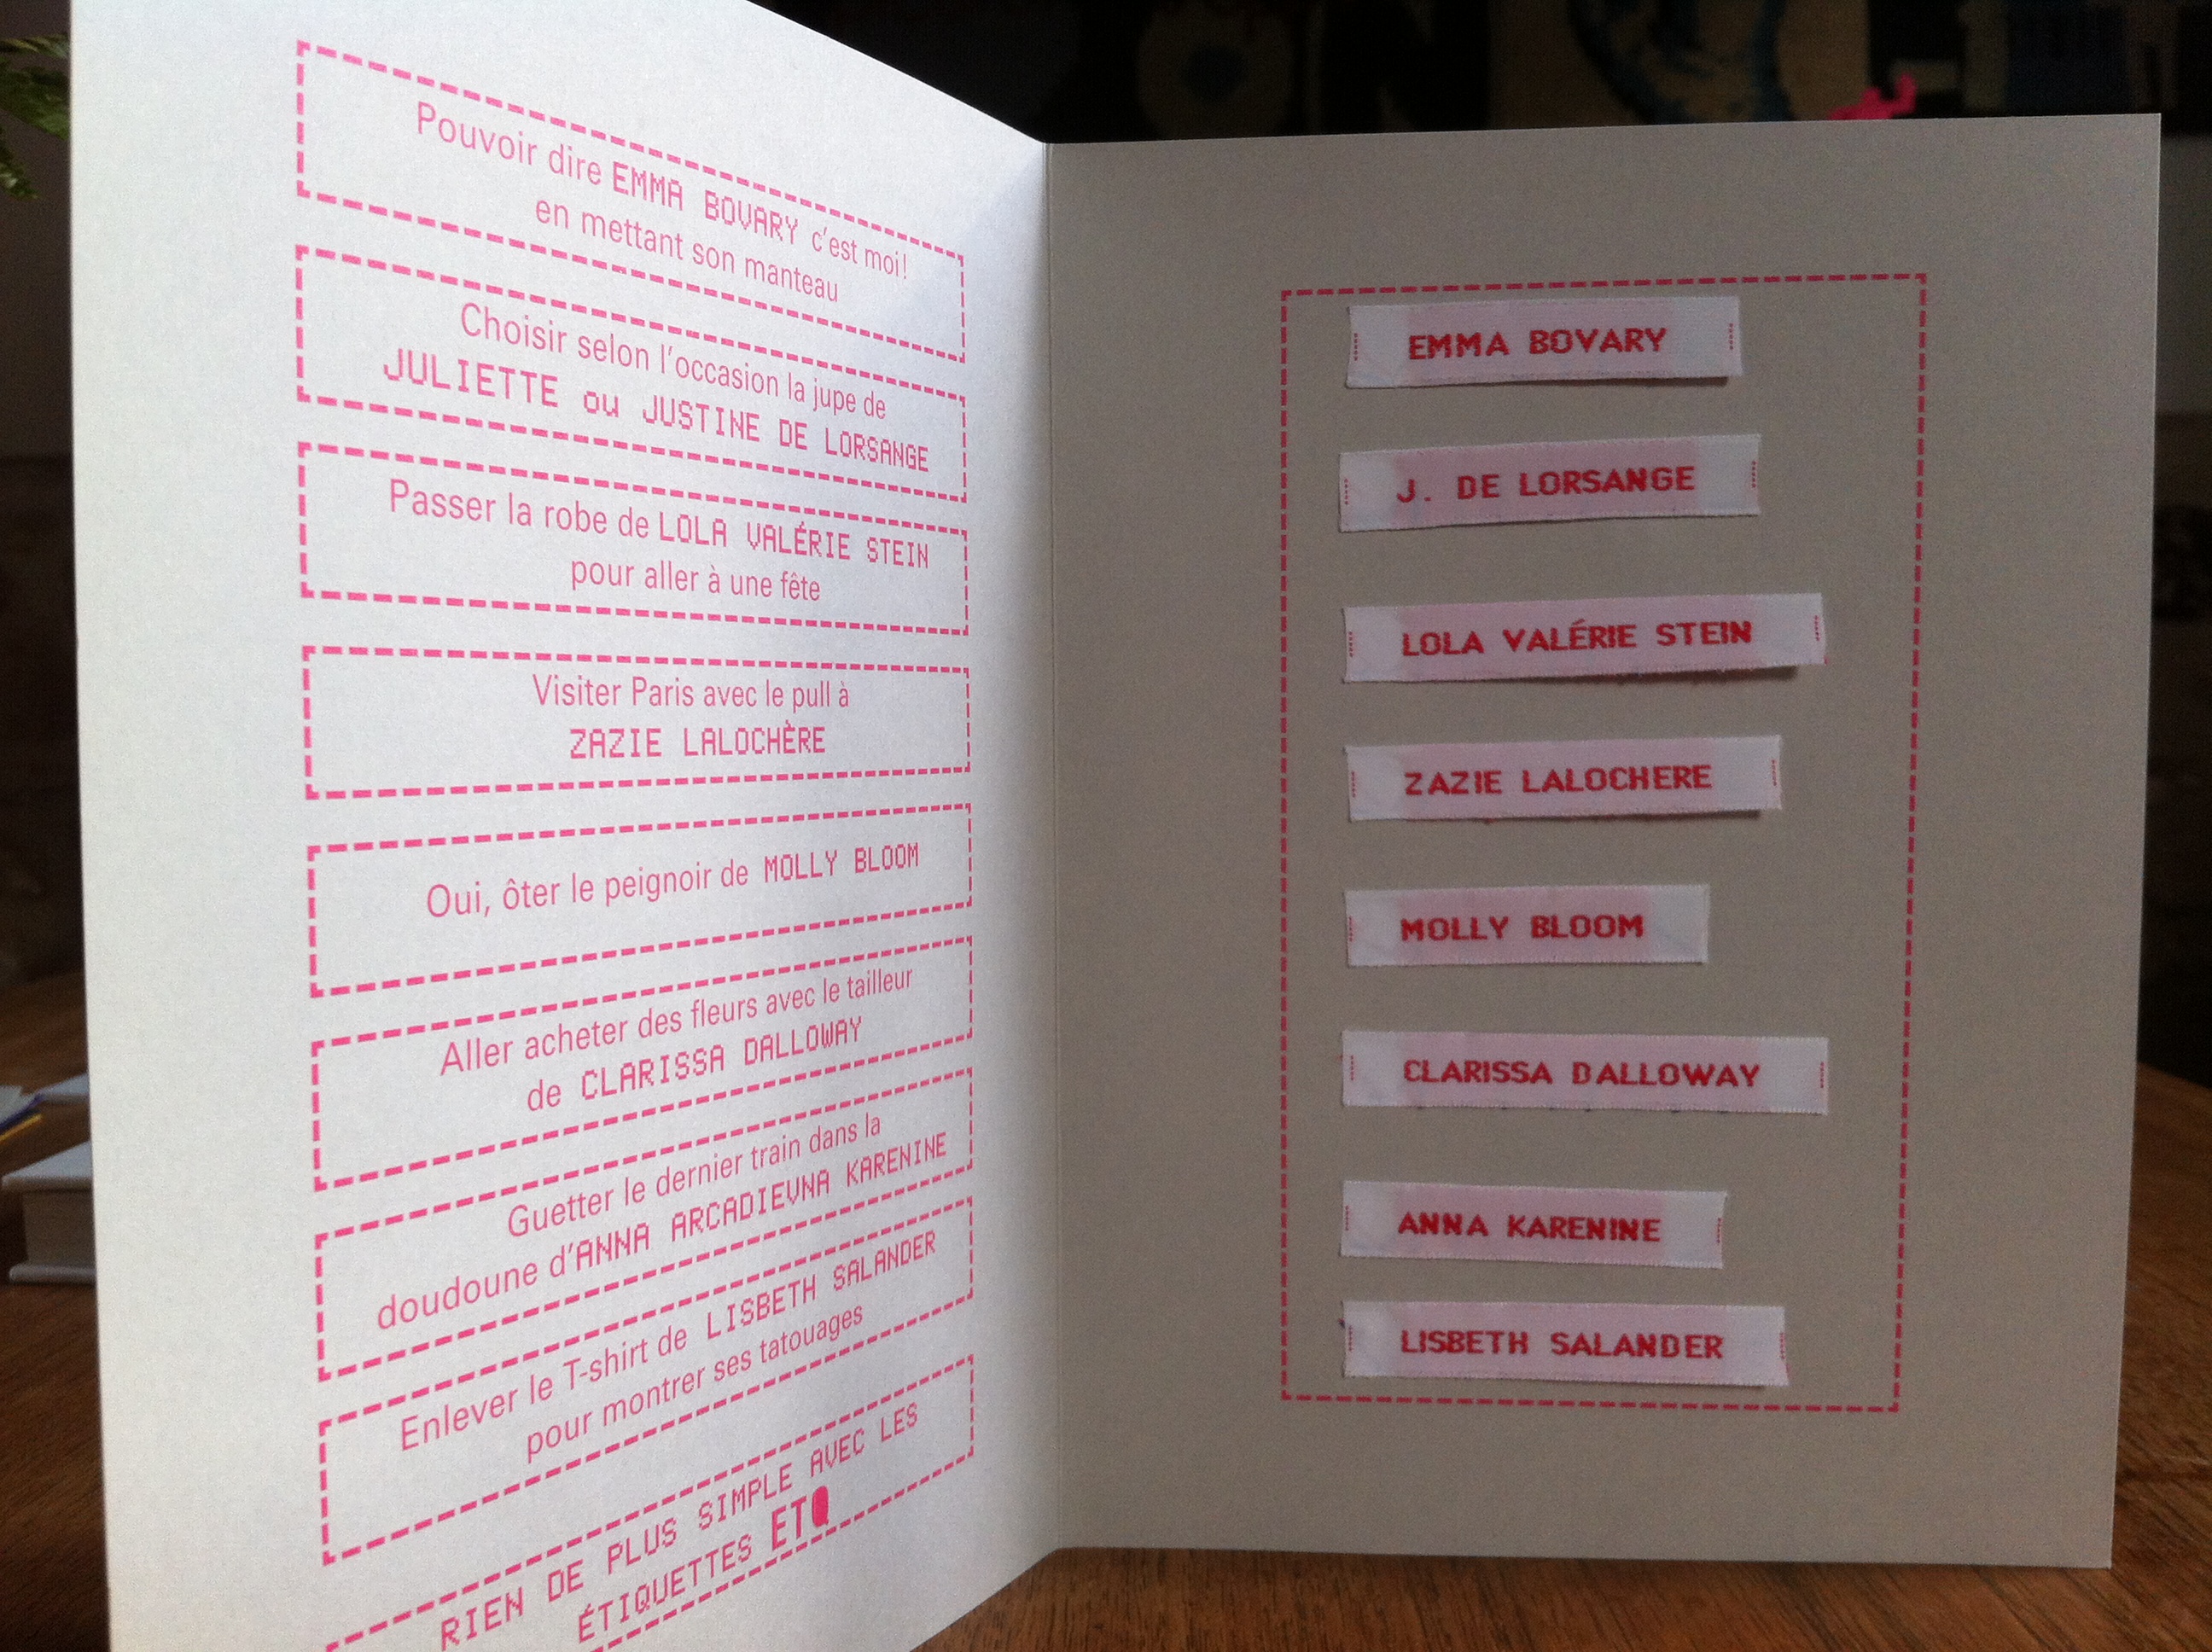 Pouvoir dire EMMA BOVARY c'est moi!
en mettant son manteau
Choisir selon l'occasion la jupe de
JULIETTE ou JUSTINE DE LORSANGE
Passer la robe de LOLA VALÉRIE STEIN
pour aller à une fête
Visiter Paris avec le pull à
ZAZIE LALOCHÈRE
Oui, ôter le peignoir de MOLLY BLOOM
Aller acheter des fleurs avec le tailleur
de CLARISSA DALLOWAY
Guetter le dernier train dans la
doudoune d'ANNA ARCADIEVNA KARENINE
Enlever le T-shirt de LISBETH SALANDER
pour montrer ses tatouages
RIEN DE PLUS SIMPLE AVEC LES
ÉTIQUETTES ETQ
EMMA BOVARY
J. DE LORSANGE
LOLA VALÉRIE STEIN
ZAZIE LALOCHERE
MOLLY BLOOM
CLARISSA DALLOWAY
ANNA KARENINE
LISBETH SALANDER